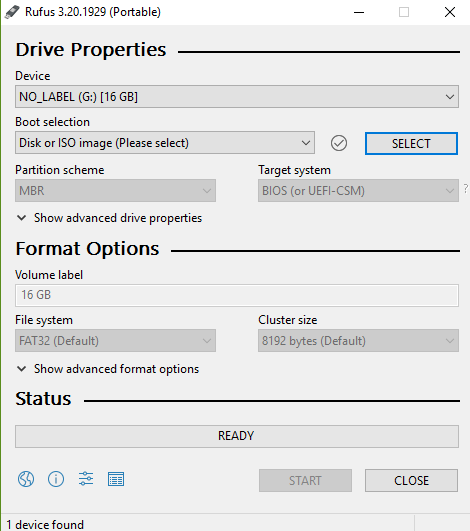 Rufus 3.20.1929 (Portable)
Drive Properties
Device
NO_LABEL (G:) [16 GB]
Boot selection
Disk or ISO image (Please select)
SELECT
Partition scheme
Target system
MBR
BIOS (or UEFI-CSM)
?
Show advanced drive properties
Format Options
Volume label
16 GB
File system
Cluster size
FAT32 (Default)
8192 bytes (Default)
Show advanced format options
Status
READY
START
CLOSE
1 device found